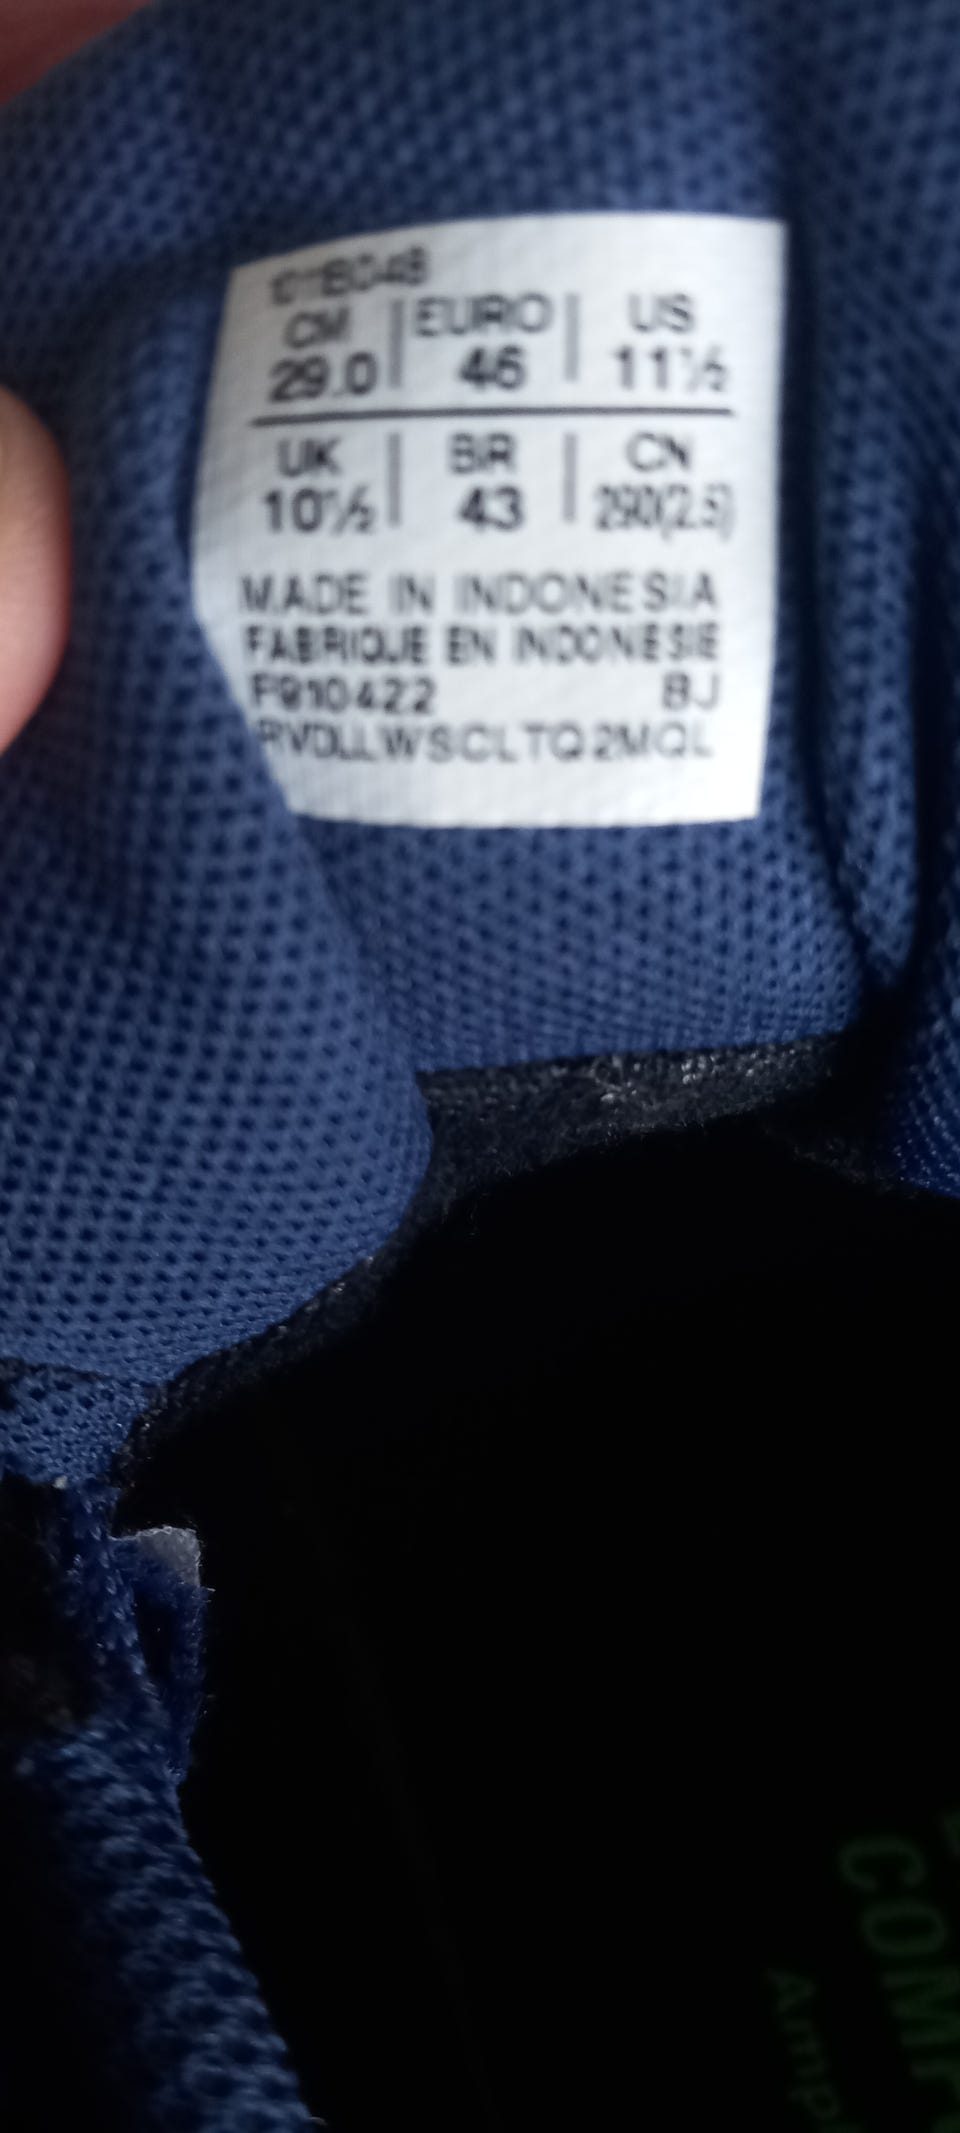 1011B048
CM | EURO | US
29.0 | 46 | 11½
UK | BR | CN
10½ | 43 | 290(2.5)
MADE IN INDONESIA
FABRIQUE EN INDONESIE
F910422 BJ
RVDLLWSCLTQ2MQL